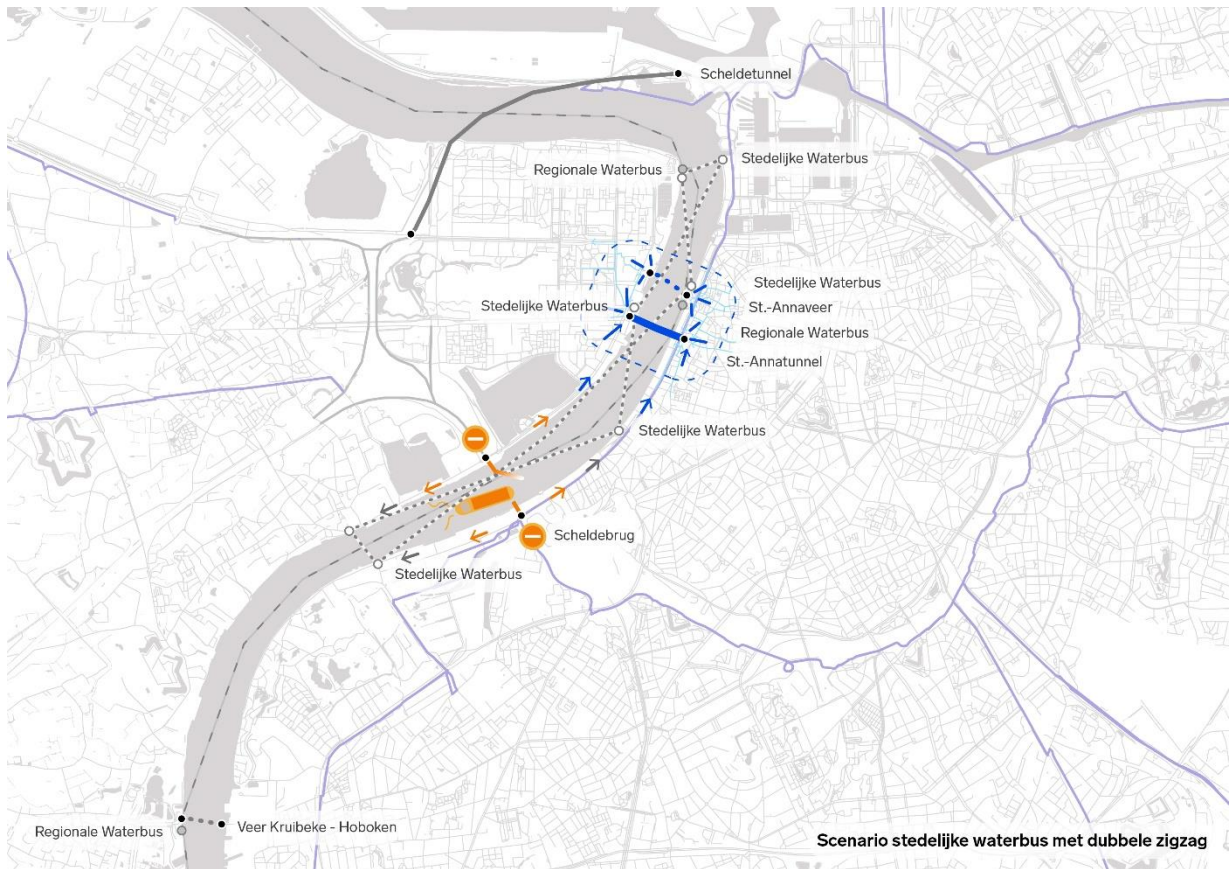 Scheldetunnel
Stedelijke Waterbus
Regionale Waterbus
Stedelijke Waterbus
Stedelijke Waterbus
St.-Annaveer
Regionale Waterbus
St.-Annatunnel
Stedelijke Waterbus
Scheldebrug
Stedelijke Waterbus
Regionale Waterbus
Veer Kruibeke - Hoboken
Scenario stedelijke waterbus met dubbele zigzag